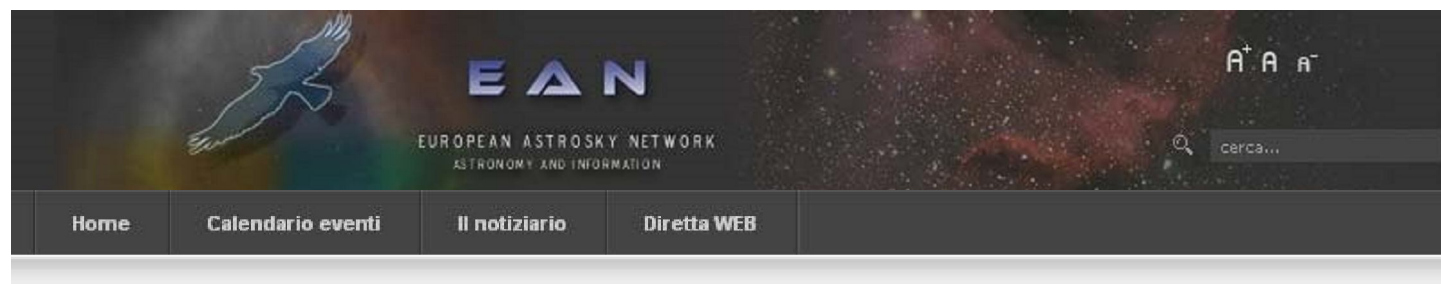 EAN
EUROPEAN ASTROSKY NETWORK
ASTRONOMY AND INFORMATION
A+ A A-
cerca...
Home Calendario eventi Il notiziario Diretta WEB